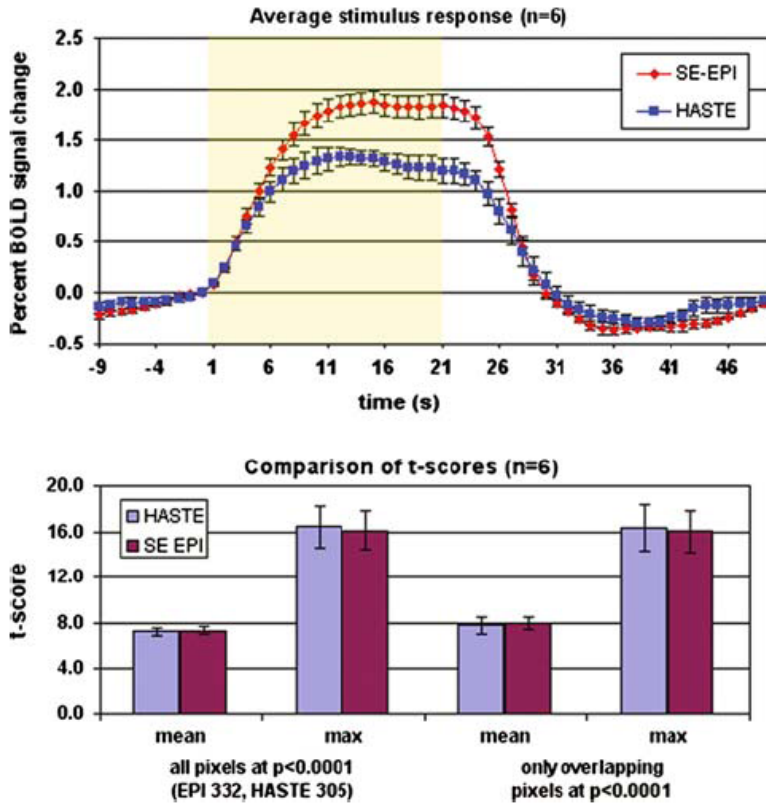 Average stimulus response (n=6)
2.5
2.0
1.5
1.0
0.5
0.0
-0.5
Percent BOLD signal change
SE-EPI
HASTE
-9 -4 1 6 11 16 21 26 31 36 41 46
time (s)
Comparison of t-scores (n=6)
20.0
16.0
12.0
8.0
4.0
0.0
t-score
HASTE
SE EPI
mean max mean max
all pixels at p<0.0001 only overlapping
(EPI 332, HASTE 305) pixels at p<0.0001